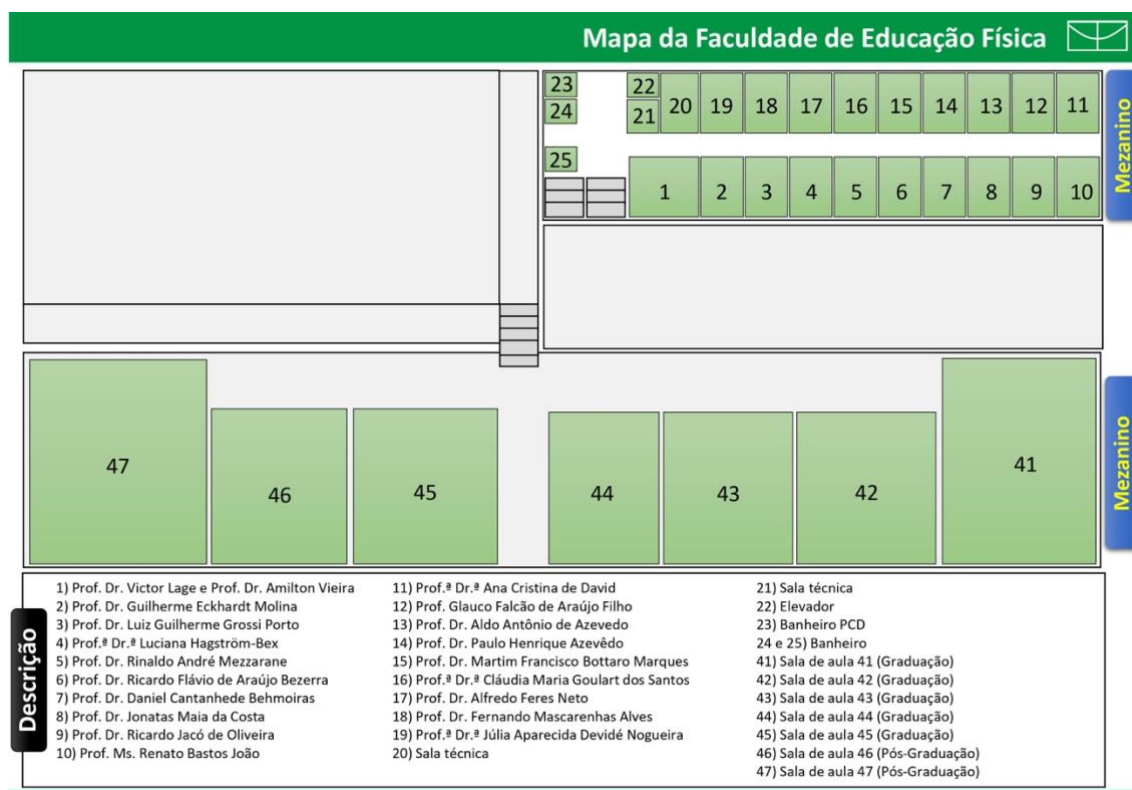 Mapa da Faculdade de Educação Física
23
24
25
22
21
20
19
18
17
16
15
14
13
12
11
Mezanino
1
2
3
4
5
6
7
8
9
10
47
46
45
44
43
42
41
Mezanino
Descrição
1) Prof. Dr. Victor Lage e Prof. Dr. Amilton Vieira
2) Prof. Dr. Guilherme Eckhardt Molina
3) Prof. Dr. Luiz Guilherme Grossi Porto
4) Prof.ª Dr.ª Luciana Hagström-Bex
5) Prof. Dr. Rinaldo André Mezzarane
6) Prof. Dr. Ricardo Flávio de Araújo Bezerra
7) Prof. Dr. Daniel Cantanhede Behmoiras
8) Prof. Dr. Jonatas Maia da Costa
9) Prof. Dr. Ricardo Jacó de Oliveira
10) Prof. Ms. Renato Bastos João
11) Prof.ª Dr.ª Ana Cristina de David
12) Prof. Glauco Falcão de Araújo Filho
13) Prof. Dr. Aldo Antônio de Azevedo
14) Prof. Dr. Paulo Henrique Azevêdo
15) Prof. Dr. Martim Francisco Bottaro Marques
16) Prof.ª Dr.ª Cláudia Maria Goulart dos Santos
17) Prof. Dr. Alfredo Feres Neto
18) Prof. Dr. Fernando Mascarenhas Alves
19) Prof.ª Dr.ª Júlia Aparecida Devidé Nogueira
20) Sala técnica
21) Sala técnica
22) Elevador
23) Banheiro PCD
24 e 25) Banheiro
41) Sala de aula 41 (Graduação)
42) Sala de aula 42 (Graduação)
43) Sala de aula 43 (Graduação)
44) Sala de aula 44 (Graduação)
45) Sala de aula 45 (Graduação)
46) Sala de aula 46 (Pós-Graduação)
47) Sala de aula 47 (Pós-Graduação)